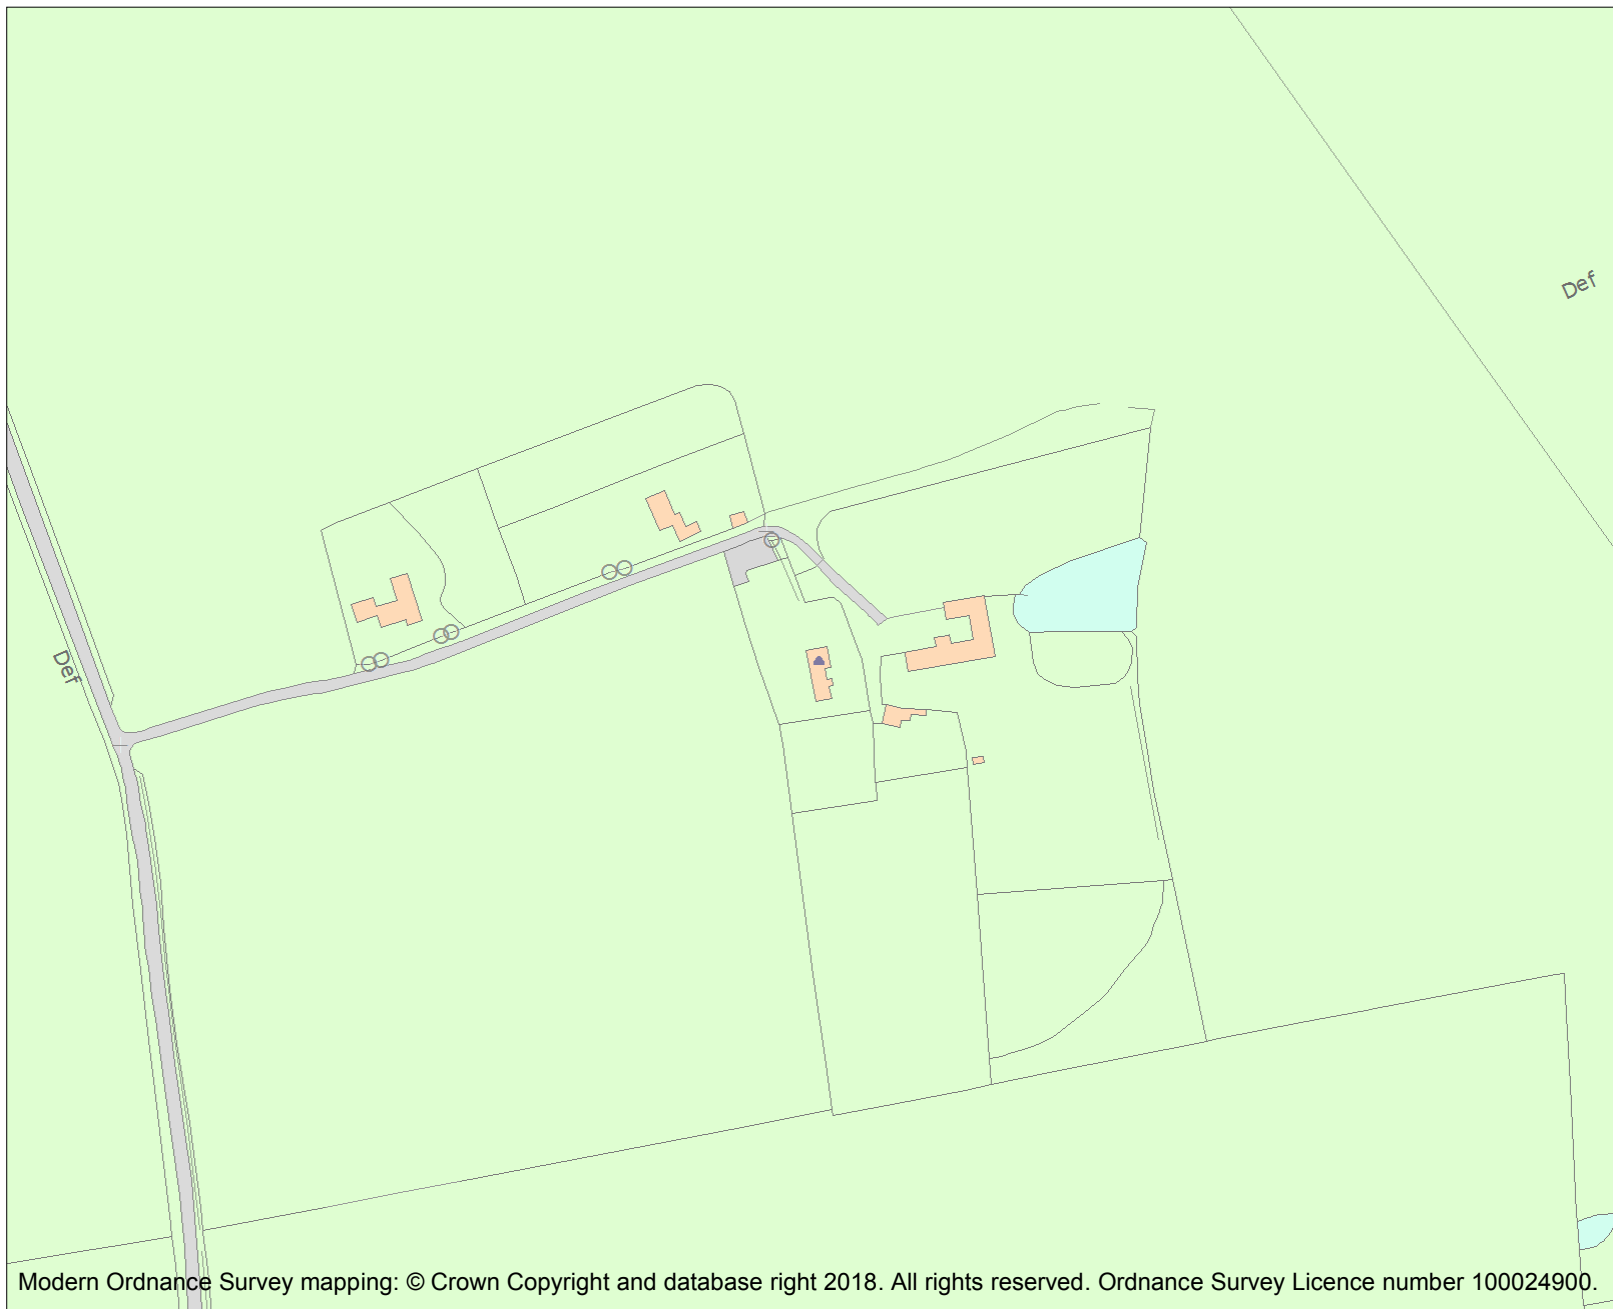 Def
Def
Modern Ordnance Survey mapping: © Crown Copyright and database right 2018. All rights reserved. Ordnance Survey Licence number 100024900.